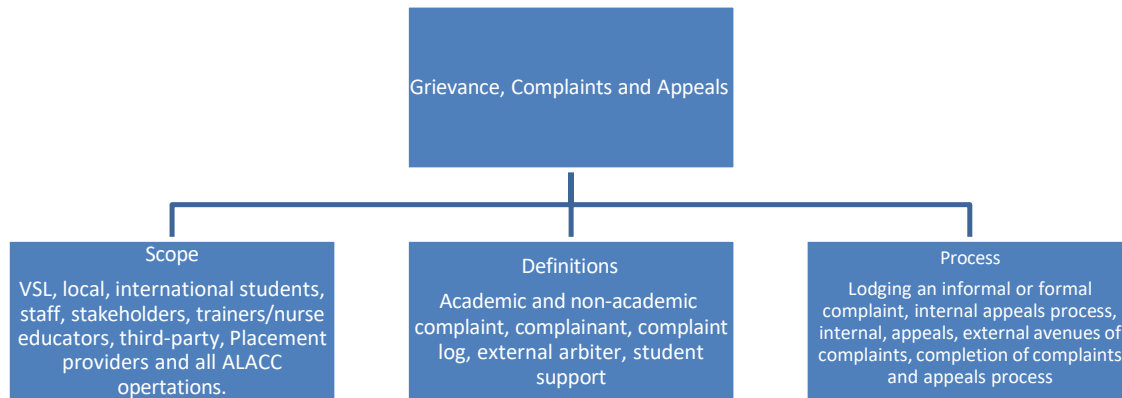 Grievance, Complaints and Appeals
Scope
VSL, local, international students,
staff, stakeholders, trainers/nurse
educators, third-party, Placement
providers and all ALACC
opertations.
Definitions
Academic and non-academic
complaint, complainant, complaint
log, external arbiter, student
support
Process
Lodging an informal or formal
complaint, internal appeals process,
internal, appeals, external avenues of
complaints, completion of complaints
and appeals process